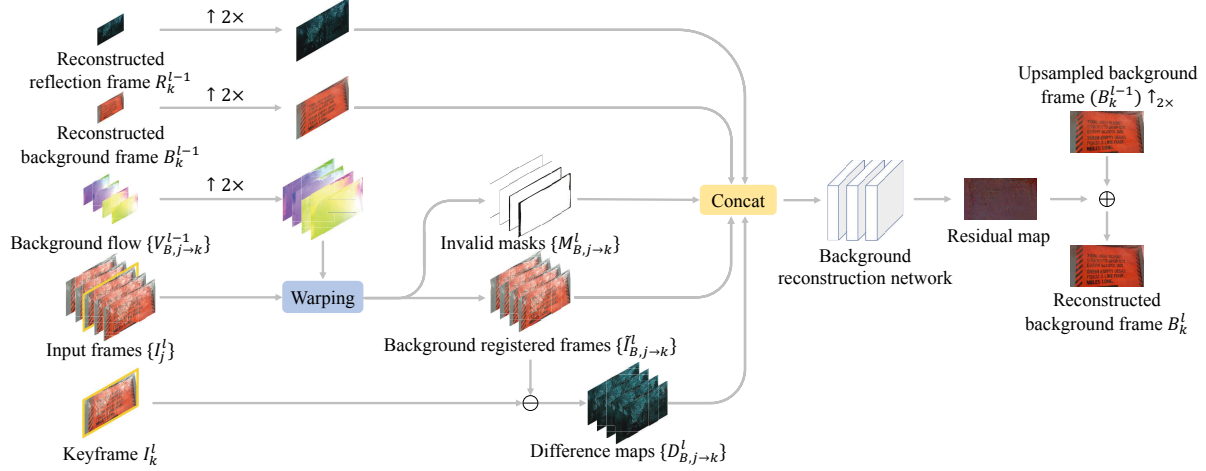 ↑ 2×
Reconstructed
reflection frame $R_k^{l-1}$
↑ 2×
Reconstructed
background frame $B_k^{l-1}$
↑ 2×
Background flow $\{V_{B,j→k}^{l-1}\}$
Warping
Input frames $\{I_j^l\}$
Keyframe $I_k^l$
Invalid masks $\{M_{B,j→k}^l\}$
Background registered frames $\{\tilde{I}_{B,j→k}^l\}$
⊖
Difference maps $\{D_{B,j→k}^l\}$
Concat
Background
reconstruction network
Residual map
Upsampled background
frame $(B_k^{l-1})$ ↑$_{2×}$
⊕
Reconstructed
background frame $B_k^l$